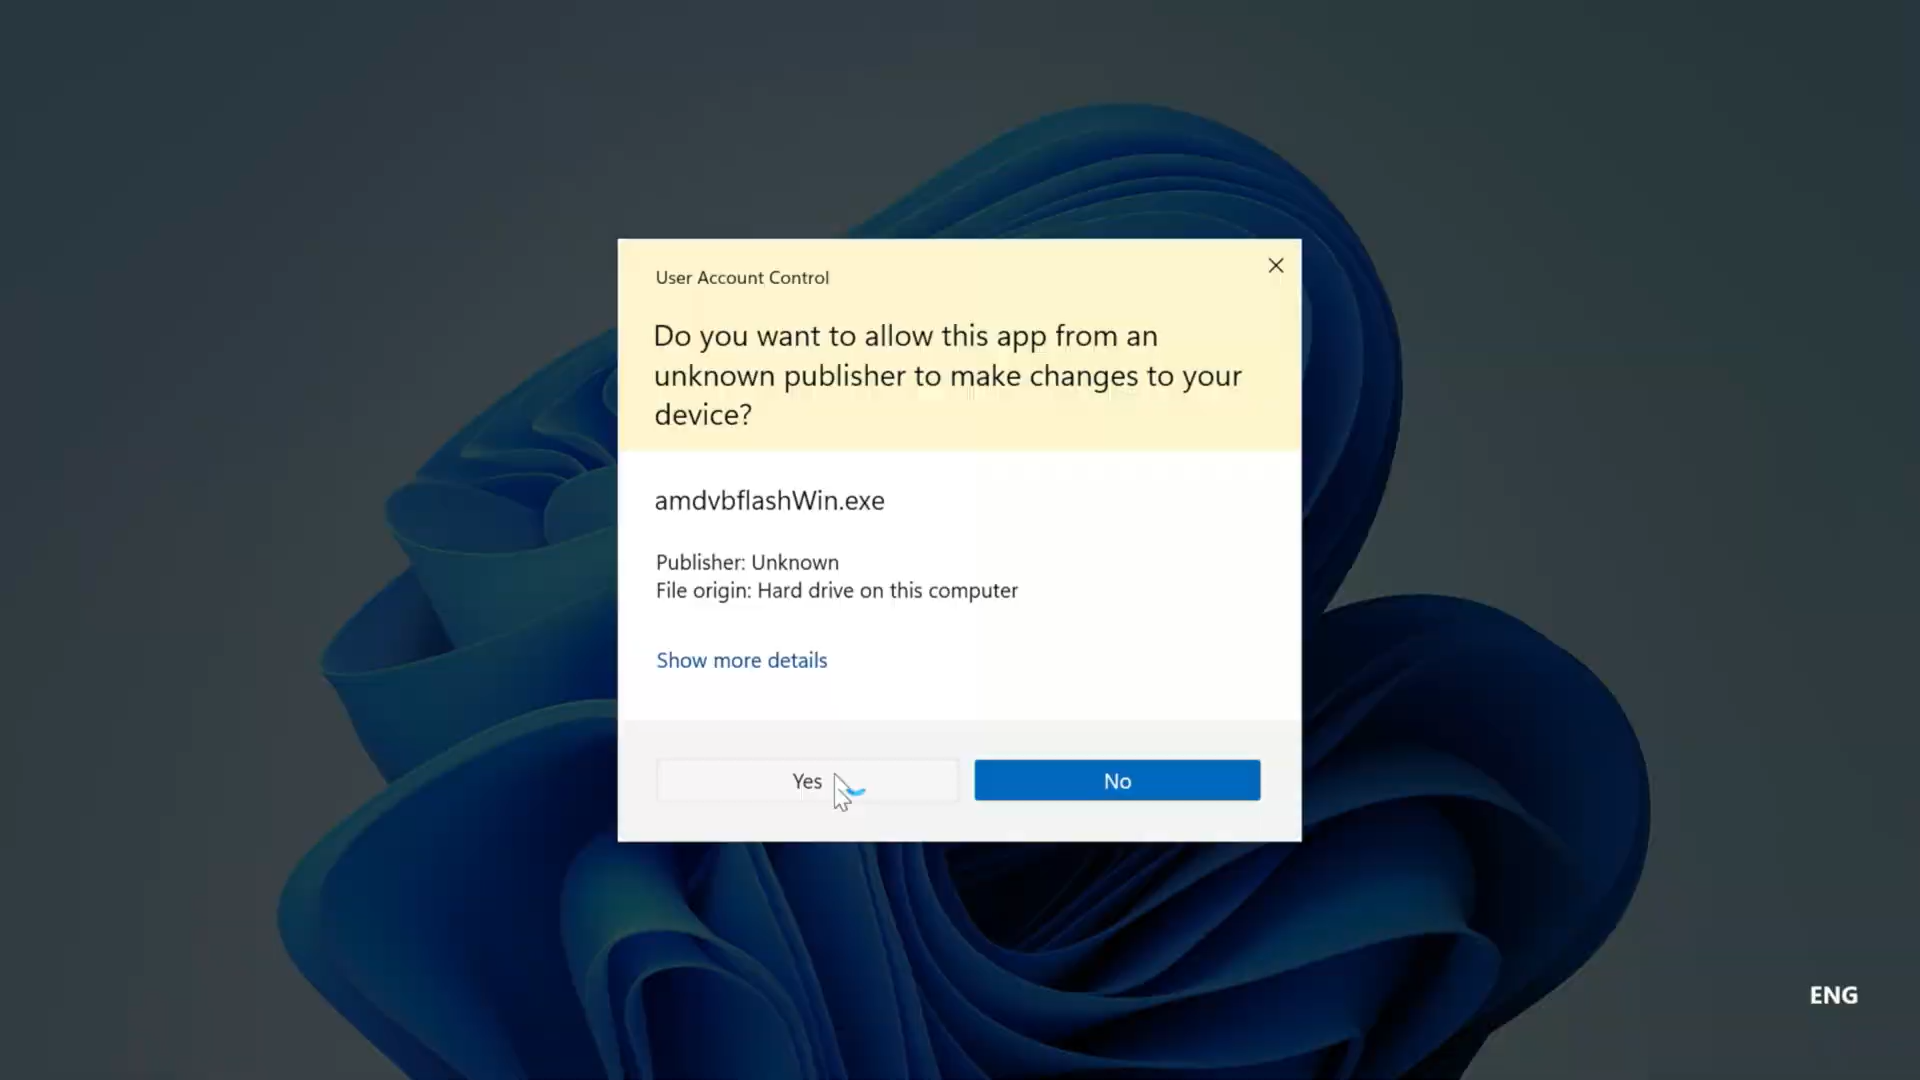 User Account Control
Do you want to allow this app from an
unknown publisher to make changes to your
device?
amdvbflashWin.exe
Publisher: Unknown
File origin: Hard drive on this computer
Show more details
Yes
No
ENG